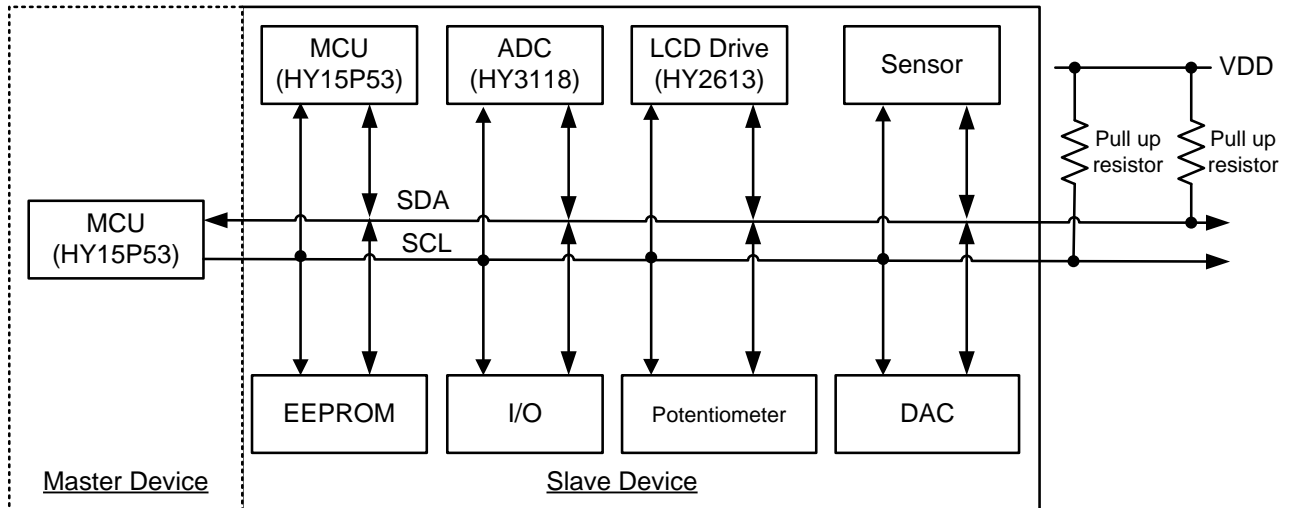 MCU
(HY15P53)
ADC
(HY3118)
LCD Drive
(HY2613)
Sensor
VDD
Pull up
resistor
Pull up
resistor
SDA
MCU
(HY15P53)
SCL
EEPROM
I/O
Potentiometer
DAC
Master Device
Slave Device